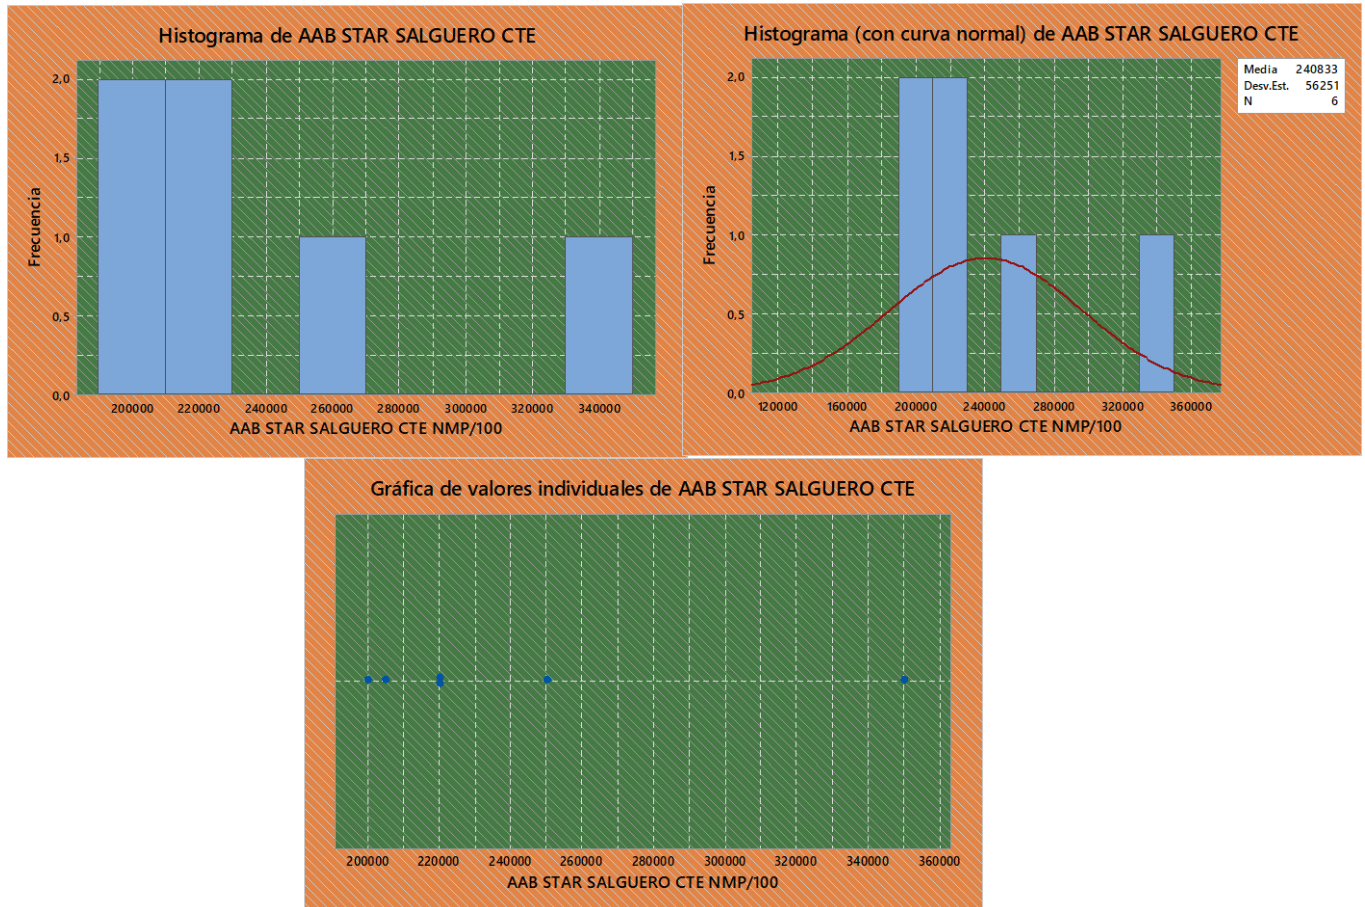 Histograma de AAB STAR SALGUERO CTE
2,0
1,5
1,0
0,5
0,0
Frecuencia
200000 220000 240000 260000 280000 300000 320000 340000
AAB STAR SALGUERO CTE NMP/100
Histograma (con curva normal) de AAB STAR SALGUERO CTE
Media 240833
Desv.Est. 56251
N 6
2,0
1,5
1,0
0,5
0,0
Frecuencia
120000 160000 200000 240000 280000 320000 360000
AAB STAR SALGUERO CTE NMP/100
Gráfica de valores individuales de AAB STAR SALGUERO CTE
200000 220000 240000 260000 280000 300000 320000 340000 360000
AAB STAR SALGUERO CTE NMP/100